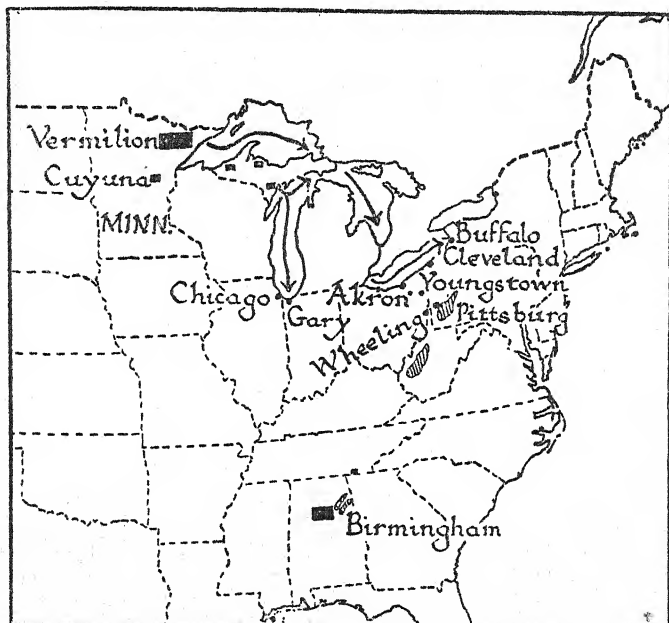 Vermilion
Cuyuna
MINN.
Buffalo
Cleveland
Chicago
Akron
Youngstown
Gary
Pittsburg
Wheeling
Birmingham